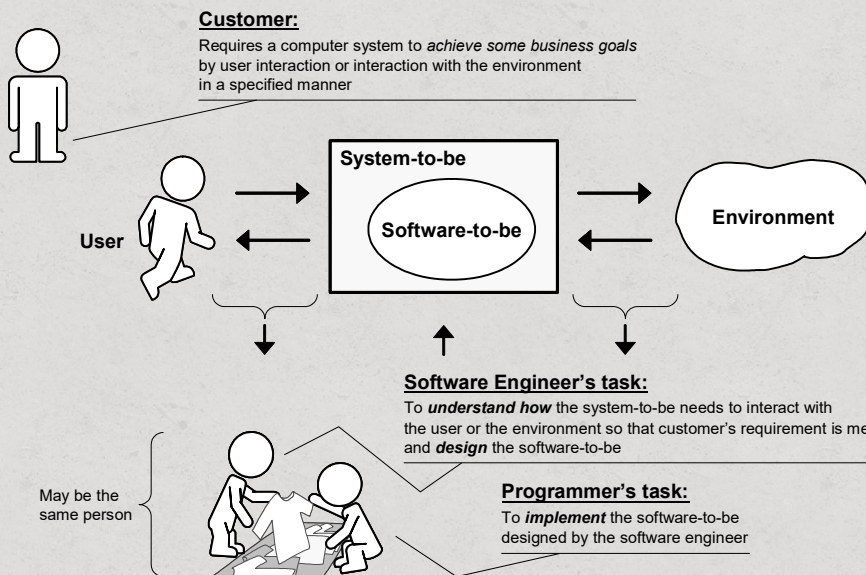 Customer:
Requires a computer system to achieve some business goals
by user interaction or interaction with the environment
in a specified manner
System-to-be
Software-to-be
User
Environment
Software Engineer's task:
To understand how the system-to-be needs to interact with
the user or the environment so that customer's requirement is me
and design the software-to-be
May be the
same person
Programmer's task:
To implement the software-to-be
designed by the software engineer